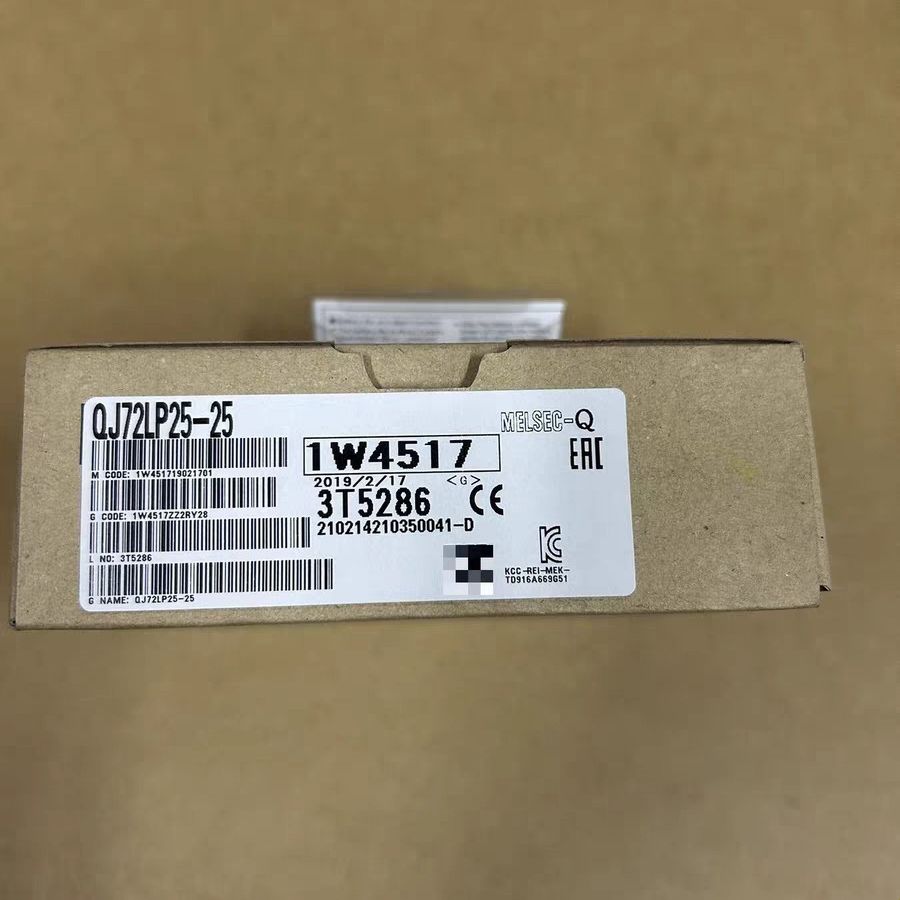 QJ72LP25-25
MELSEC-Q
M CODE: 1W451719021701
1W4517
EAC
2019/2/17 <G>
G CODE: 1W4517ZZ2RY28
3T5286 CE
210214210350041-D
L NO: 3T5286
KCC-REI-MEK-
TD916A669G51
G NAME: QJ72LP25-25